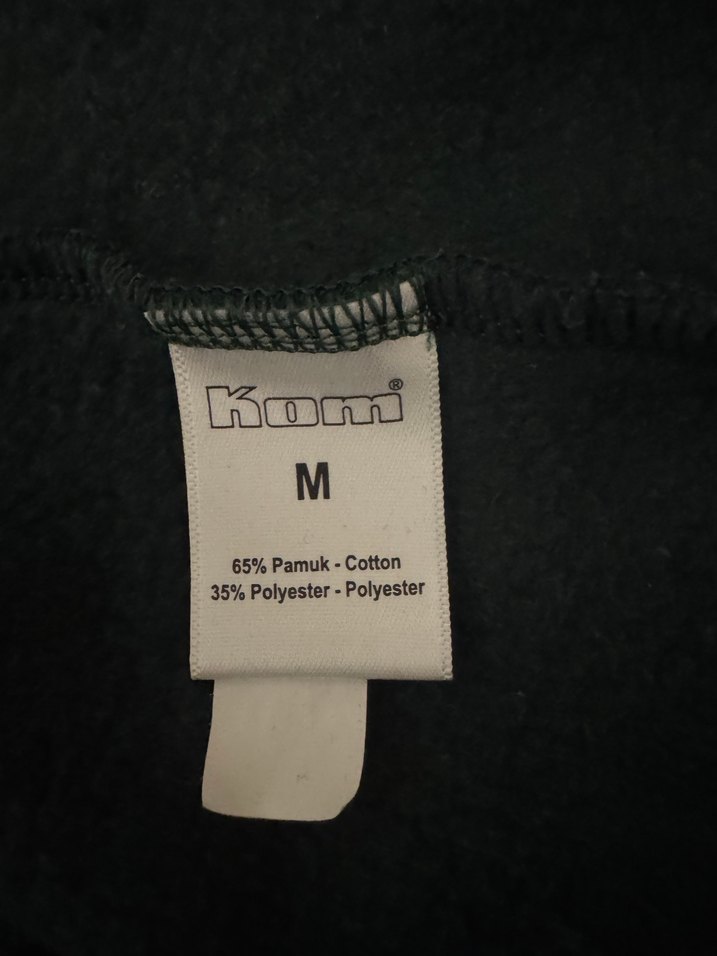 Kom®
M
65% Pamuk - Cotton
35% Polyester - Polyester